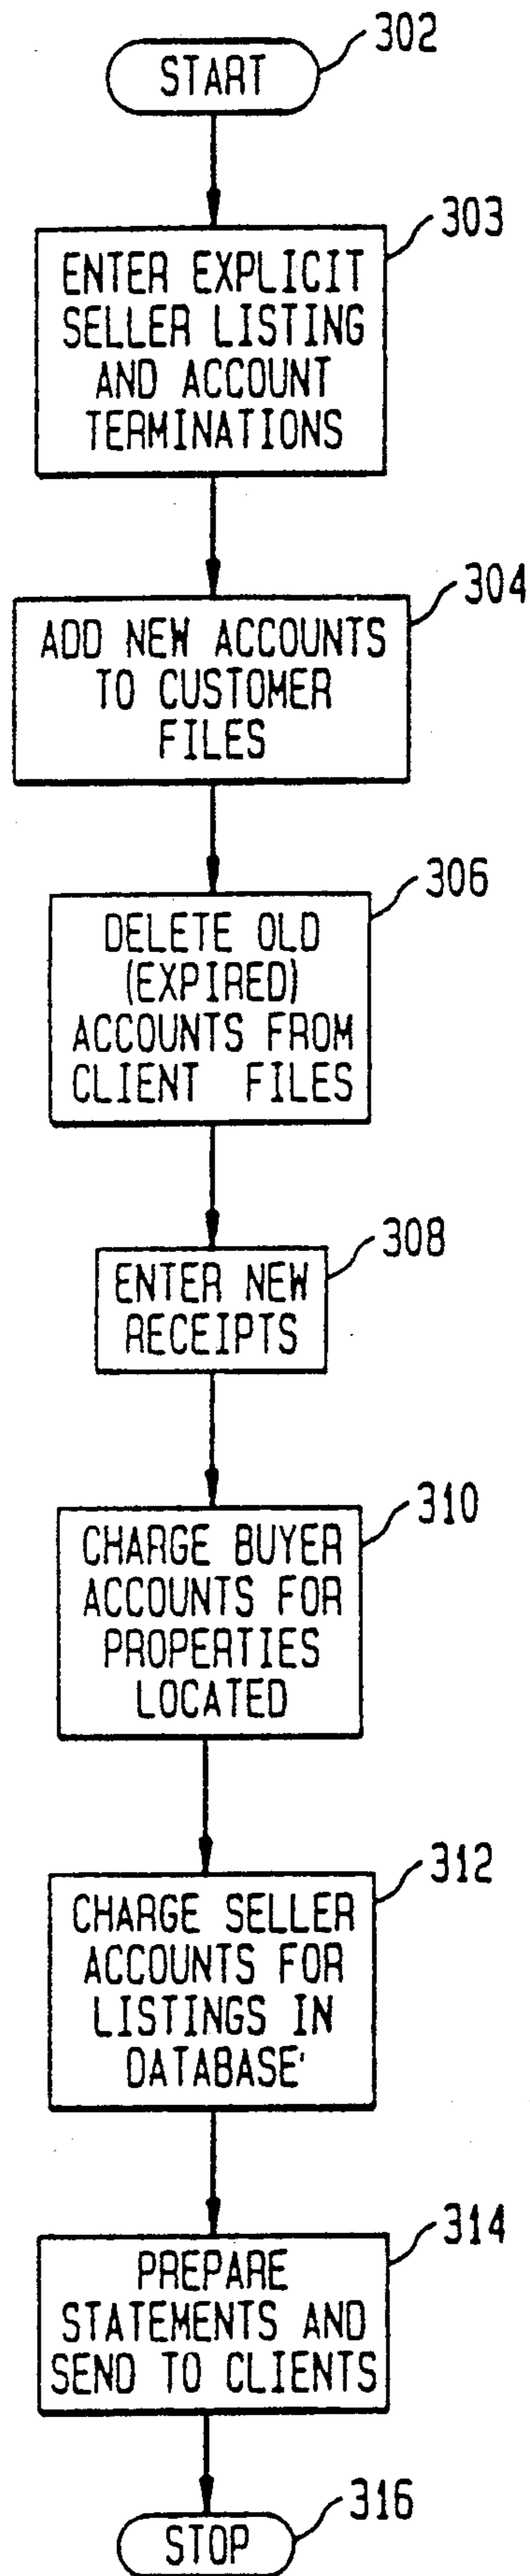 302
START
303
ENTER EXPLICIT
SELLER LISTING
AND ACCOUNT
TERMINATIONS
304
ADD NEW ACCOUNTS
TO CUSTOMER
FILES
306
DELETE OLD
(EXPIRED)
ACCOUNTS FROM
CLIENT FILES
308
ENTER NEW
RECEIPTS
310
CHARGE BUYER
ACCOUNTS FOR
PROPERTIES
LOCATED
312
CHARGE SELLER
ACCOUNTS FOR
LISTINGS IN
DATABASE
314
PREPARE
STATEMENTS AND
SEND TO CLIENTS
316
STOP